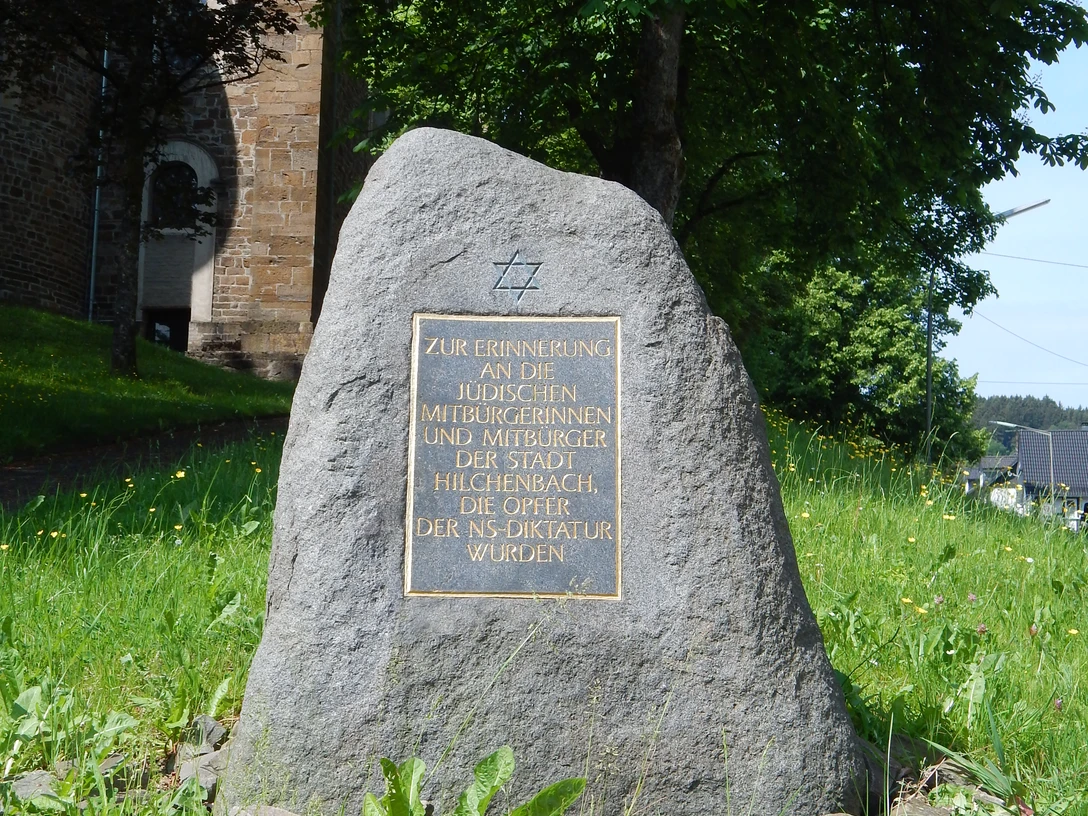 ZUR ERINNERUNG
AN DIE
JÜDISCHEN
MITBÜRGERINNEN
UND MITBÜRGER
DER STADT
HILCHENBACH,
DIE OPFER
DER NS-DIKTATUR
WURDEN